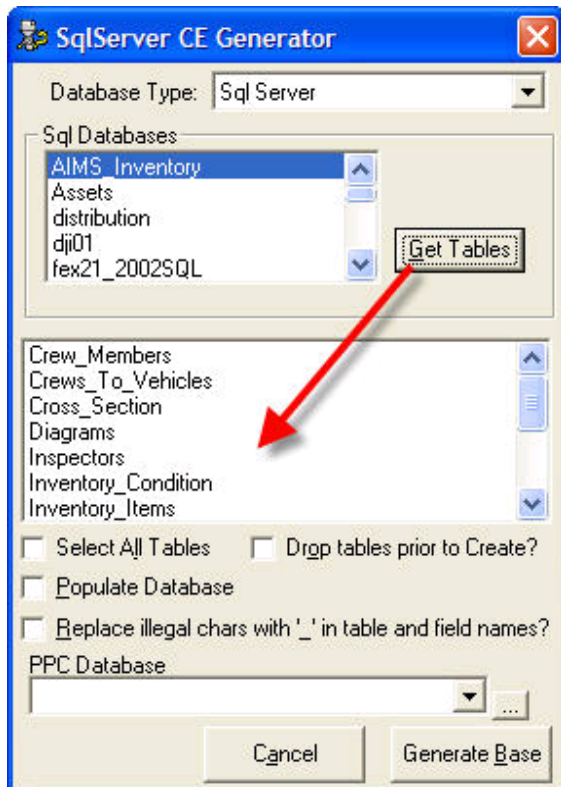 SqlServer CE Generator
Database Type: Sql Server
Sql Databases
AIMS_Inventory
Assets
distribution
dji01
fex21_2002SQL
Get Tables
Crew_Members
Crews_To_Vehicles
Cross_Section
Diagrams
Inspectors
Inventory_Condition
Inventory_Items
Select All Tables
Drop tables prior to Create?
Populate Database
Replace illegal chars with '_' in table and field names?
PPC Database
...
Cancel
Generate Base